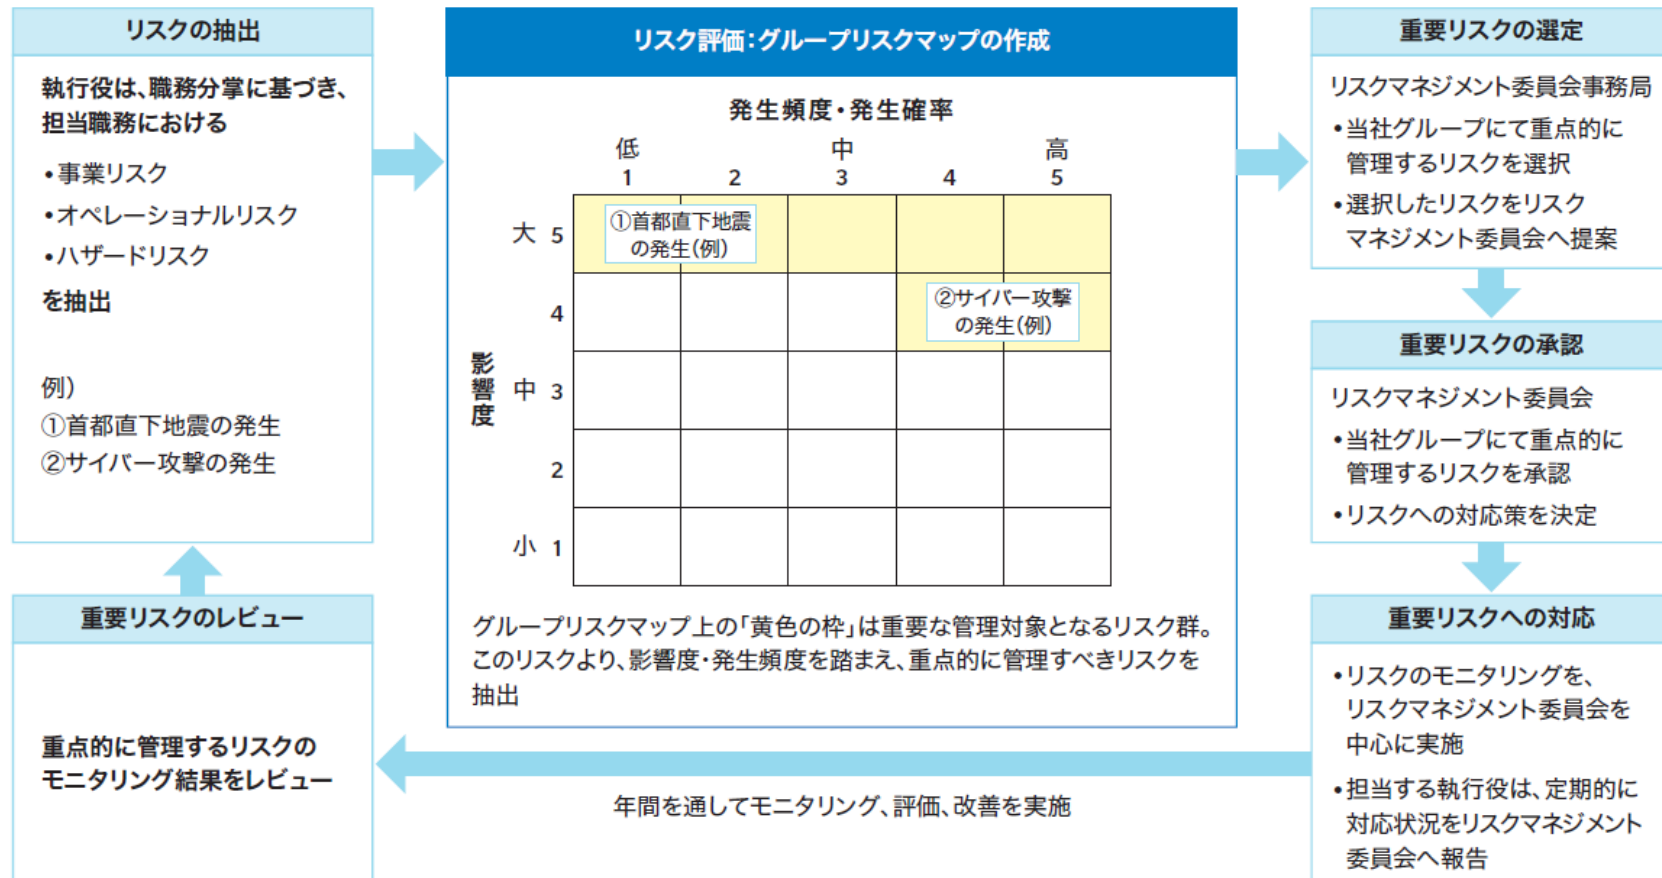 リスクの抽出
執行役は、職務分掌に基づき、
担当職務における
•事業リスク
•オペレーショナルリスク
•ハザードリスク
を抽出
例）
①首都直下地震の発生
②サイバー攻撃の発生
リスク評価：グループリスクマップの作成
発生頻度・発生確率
低 中 高
1 2 3 4 5
影響度
大 5
①首都直下地震
の発生（例）
4
②サイバー攻撃
の発生（例）
中 3
2
小 1
グループリスクマップ上の「黄色の枠」は重要な管理対象となるリスク群。
このリスクより、影響度・発生頻度を踏まえ、重点的に管理すべきリスクを
抽出
重要リスクの選定
リスクマネジメント委員会事務局
•当社グループにて重点的に
管理するリスクを選択
•選択したリスクをリスク
マネジメント委員会へ提案
重要リスクの承認
リスクマネジメント委員会
•当社グループにて重点的に
管理するリスクを承認
•リスクへの対応策を決定
重要リスクへの対応
•リスクのモニタリングを、
リスクマネジメント委員会を
中心に実施
•担当する執行役は、定期的に
対応状況をリスクマネジメント
委員会へ報告
年間を通してモニタリング、評価、改善を実施
重要リスクのレビュー
重点的に管理するリスクの
モニタリング結果をレビュー